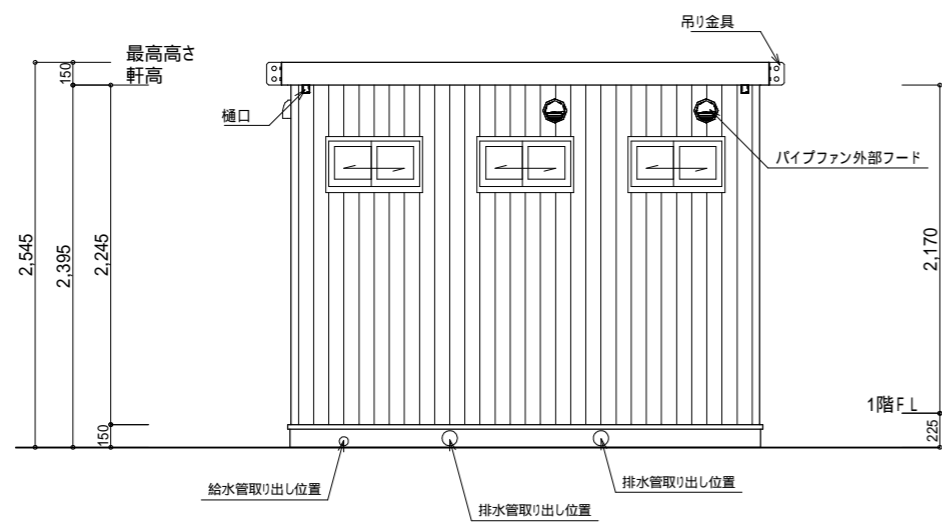 吊り金具
最高高さ
軒高
150
樋口
パイプファン外部フード
2,545
2,395
2,245
2,170
1階FL
150
225
給水管取り出し位置
排水管取り出し位置
排水管取り出し位置